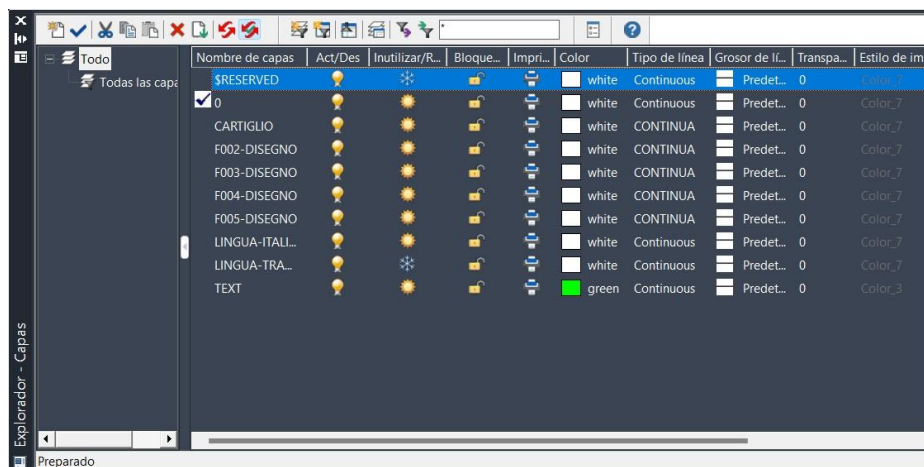 *
Todo
Todas las capa
Nombre de capas Act/Des Inutilizar/R... Bloque... Impri... Color Tipo de línea Grosor de lí... Transpa... Estilo de im
$RESERVED white Continuous Predet... 0 Color_7
0 white Continuous Predet... 0 Color_7
CARTIGLIO white CONTINUA Predet... 0 Color_7
F002-DISEGNO white CONTINUA Predet... 0 Color_7
F003-DISEGNO white CONTINUA Predet... 0 Color_7
F004-DISEGNO white CONTINUA Predet... 0 Color_7
F005-DISEGNO white CONTINUA Predet... 0 Color_7
LINGUA-ITALI... white Continuous Predet... 0 Color_7
LINGUA-TRA... white Continuous Predet... 0 Color_7
TEXT green Continuous Predet... 0 Color_3
Explorador - Capas
Preparado